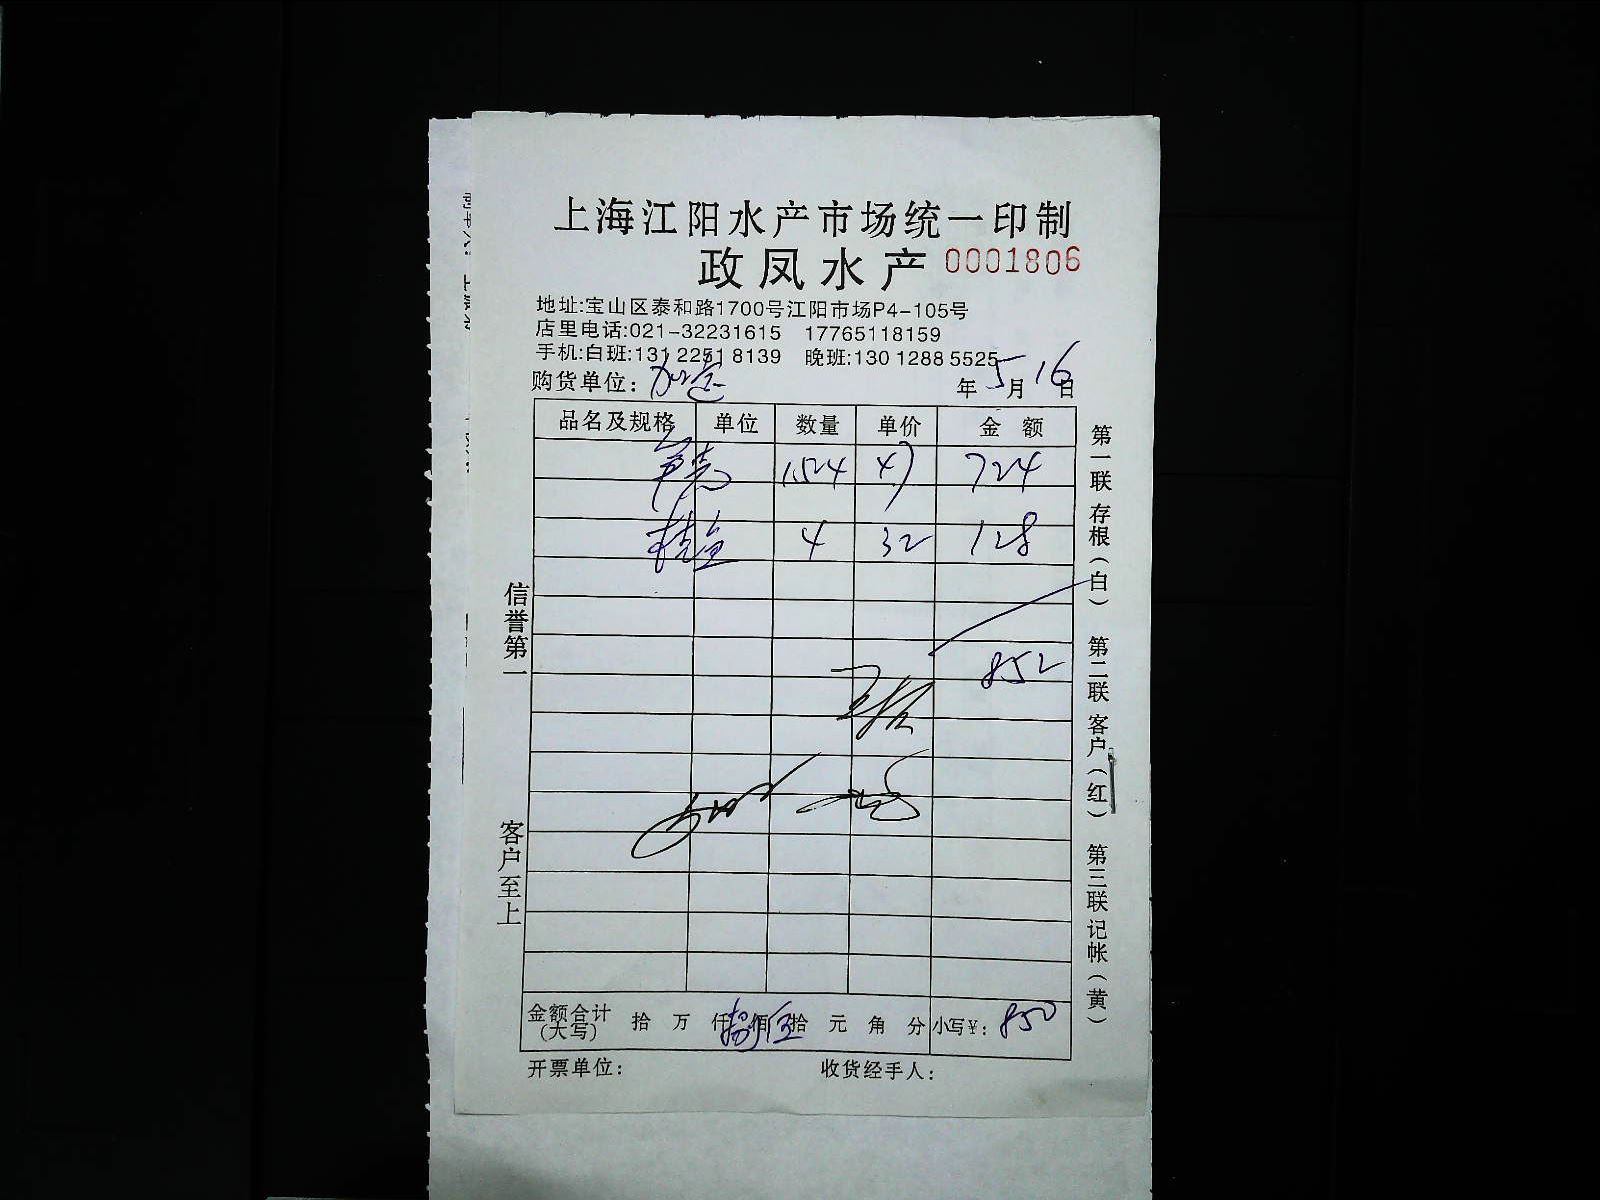 上海江阳水产市场统一印制
政凤水产 0001806
地址:宝山区泰和路1700号江阳市场P4-105号
店里电话:021-32231615 17765118159
手机:白班:131 2251 8139 晚班:130 1288 5525
购货单位: 年 5 月 16 日
品名及规格 单位 数量 单价 金 额
47 724
桂鱼 4 32 128
852
金额合计(大写) 拾 万 仟 捌佰伍拾 元 角 分 小写¥: 850
开票单位: 收货经手人:
信誉第一
客户至上
第一联 存根(白) 第二联 客户(红) 第三联 记帐(黄)